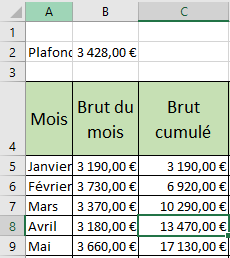 A B C
1
2 Plafond 3 428,00 €
3
4 Mois Brut du mois Brut cumulé
5 Janvier 3 190,00 € 3 190,00 €
6 Février 3 730,00 € 6 920,00 €
7 Mars 3 370,00 € 10 290,00 €
8 Avril 3 180,00 € 13 470,00 €
9 Mai 3 660,00 € 17 130,00 €